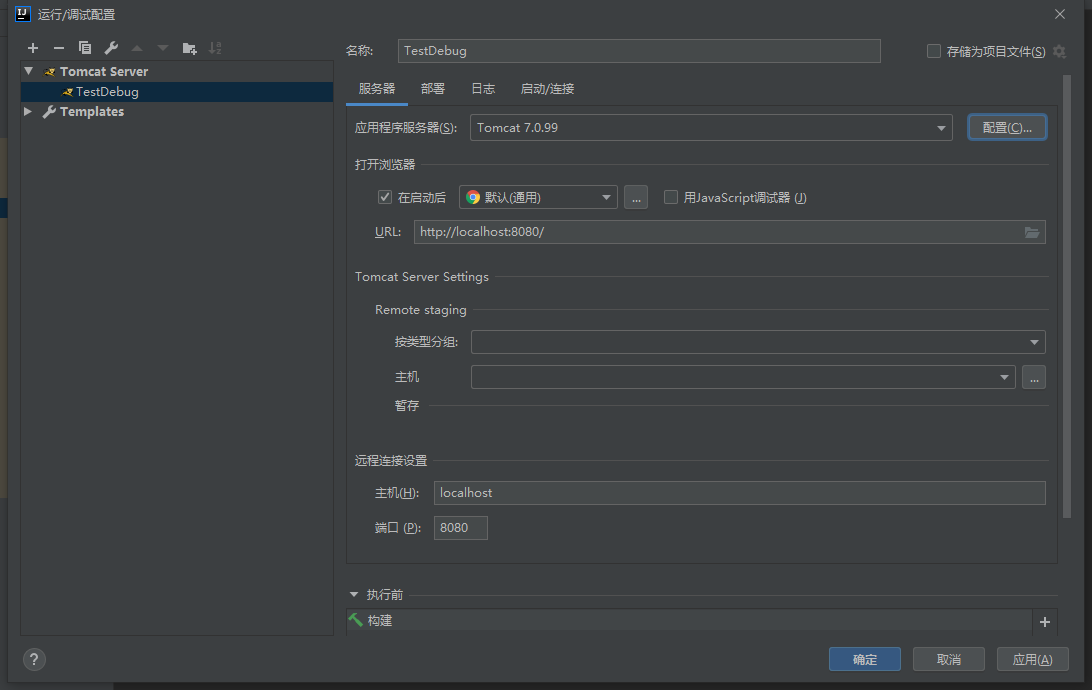 运行/调试配置
名称:
TestDebug
存储为项目文件(S)
Tomcat Server
TestDebug
Templates
服务器
部署
日志
启动/连接
应用程序服务器(S):
Tomcat 7.0.99
配置(C)...
打开浏览器
在启动后
默认(通用)
...
用JavaScript调试器 (J)
URL:
http://localhost:8080/
Tomcat Server Settings
Remote staging
按类型分组:
主机
...
暂存
远程连接设置
主机(H):
localhost
端口 (P):
8080
执行前
构建
?
确定
取消
应用(A)